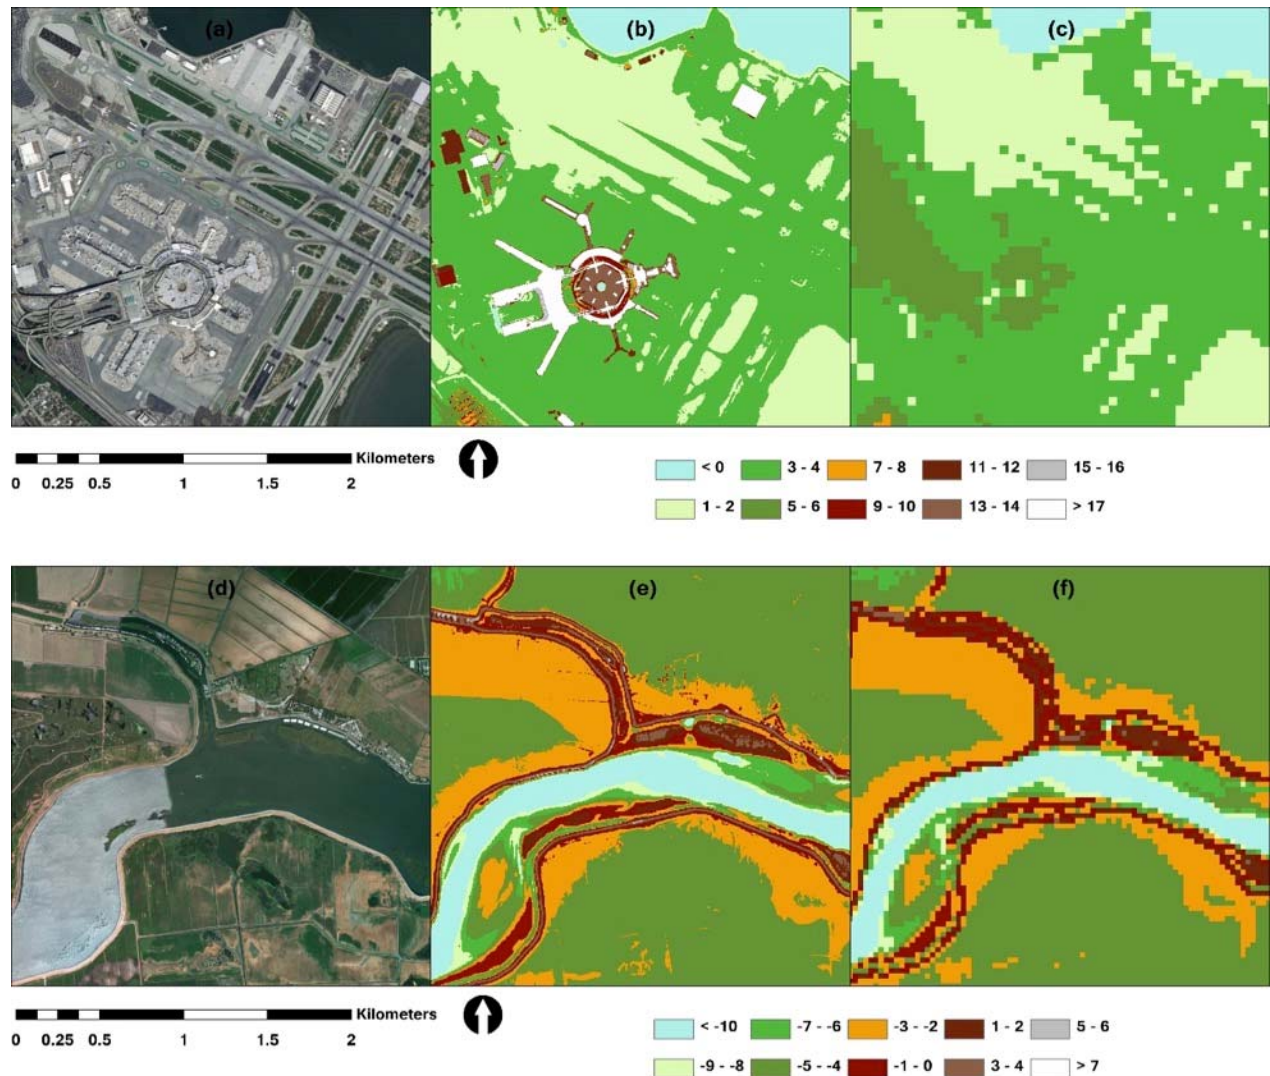 (a) (b) (c)
Kilometers
0 0.25 0.5 1 1.5 2
< 0 3 - 4 7 - 8 11 - 12 15 - 16
1 - 2 5 - 6 9 - 10 13 - 14 > 17
(d) (e) (f)
Kilometers
0 0.25 0.5 1 1.5 2
< -10 -7 - -6 -3 - -2 1 - 2 5 - 6
-9 - -8 -5 - -4 -1 - 0 3 - 4 > 7